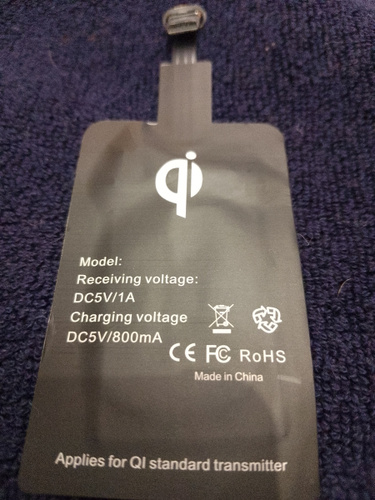 qi
Model:
Receiving voltage:
DC5V/1A
Charging voltage
DC5V/800mA
CE FC RoHS
Made in China
Applies for QI standard transmitter